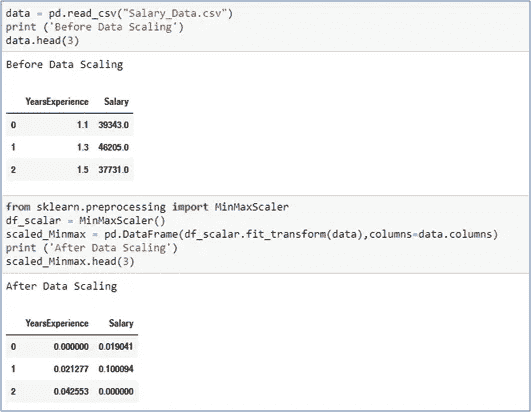 data = pd.read_csv("Salary_Data.csv")
print ('Before Data Scaling')
data.head(3)
Before Data Scaling
YearsExperience Salary
0 1.1 39343.0
1 1.3 46205.0
2 1.5 37731.0
from sklearn.preprocessing import MinMaxScaler
df_scalar = MinMaxScaler()
scaled_Minmax = pd.DataFrame(df_scalar.fit_transform(data),columns=data.columns)
print ('After Data Scaling')
scaled_Minmax.head(3)
After Data Scaling
YearsExperience Salary
0 0.000000 0.019041
1 0.021277 0.100094
2 0.042553 0.000000